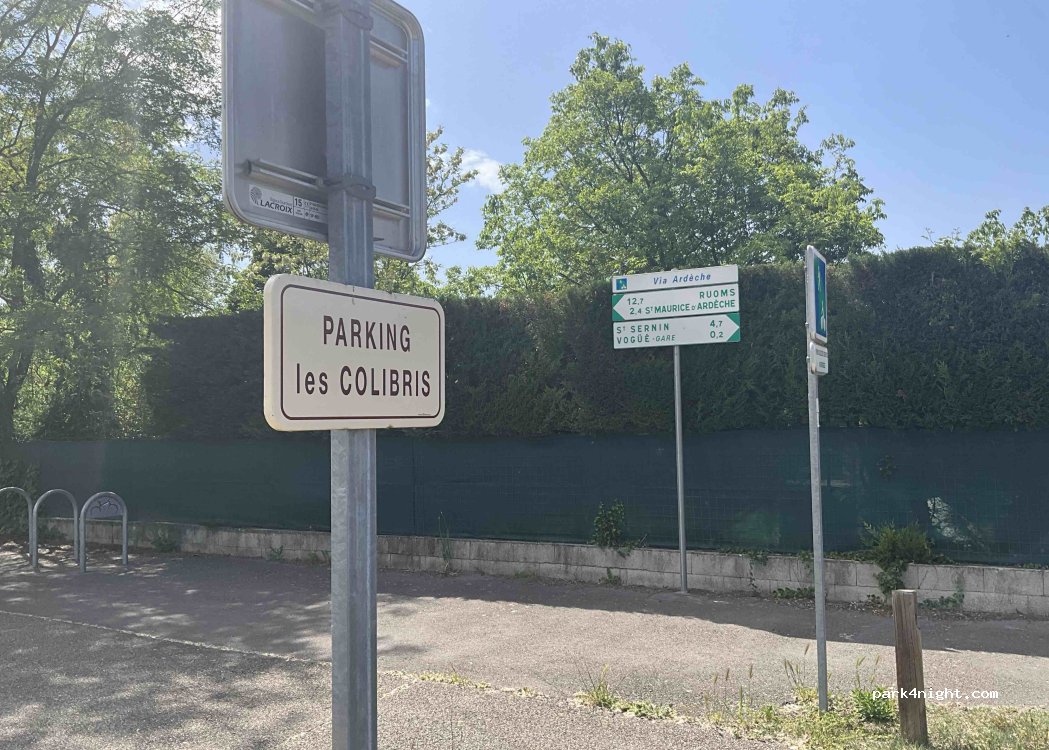 LACROIX
15
PARKING
les COLIBRIS
Via Ardèche
12,7 RUOMS
2,4 ST MAURICE d'ARDÈCHE
ST SERNIN 4,7
VOGÜÉ-GARE 0,2
park4night.com